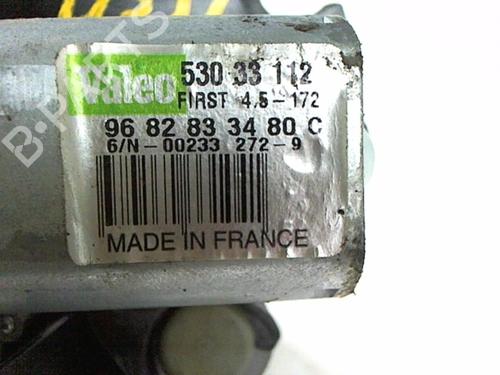 Valeo
530 33 112
FIRST 4.5-172
96 82 83 34 80 C
6/N-00233 272-9
MADE IN FRANCE
B-PARTS